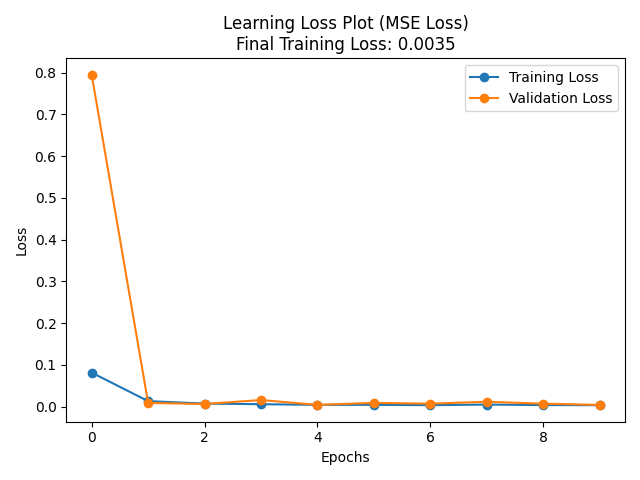 Learning Loss Plot (MSE Loss)
Final Training Loss: 0.0035
Training Loss
Validation Loss
0.8
0.7
0.6
0.5
0.4
0.3
0.2
0.1
0.0
Loss
0 2 4 6 8
Epochs